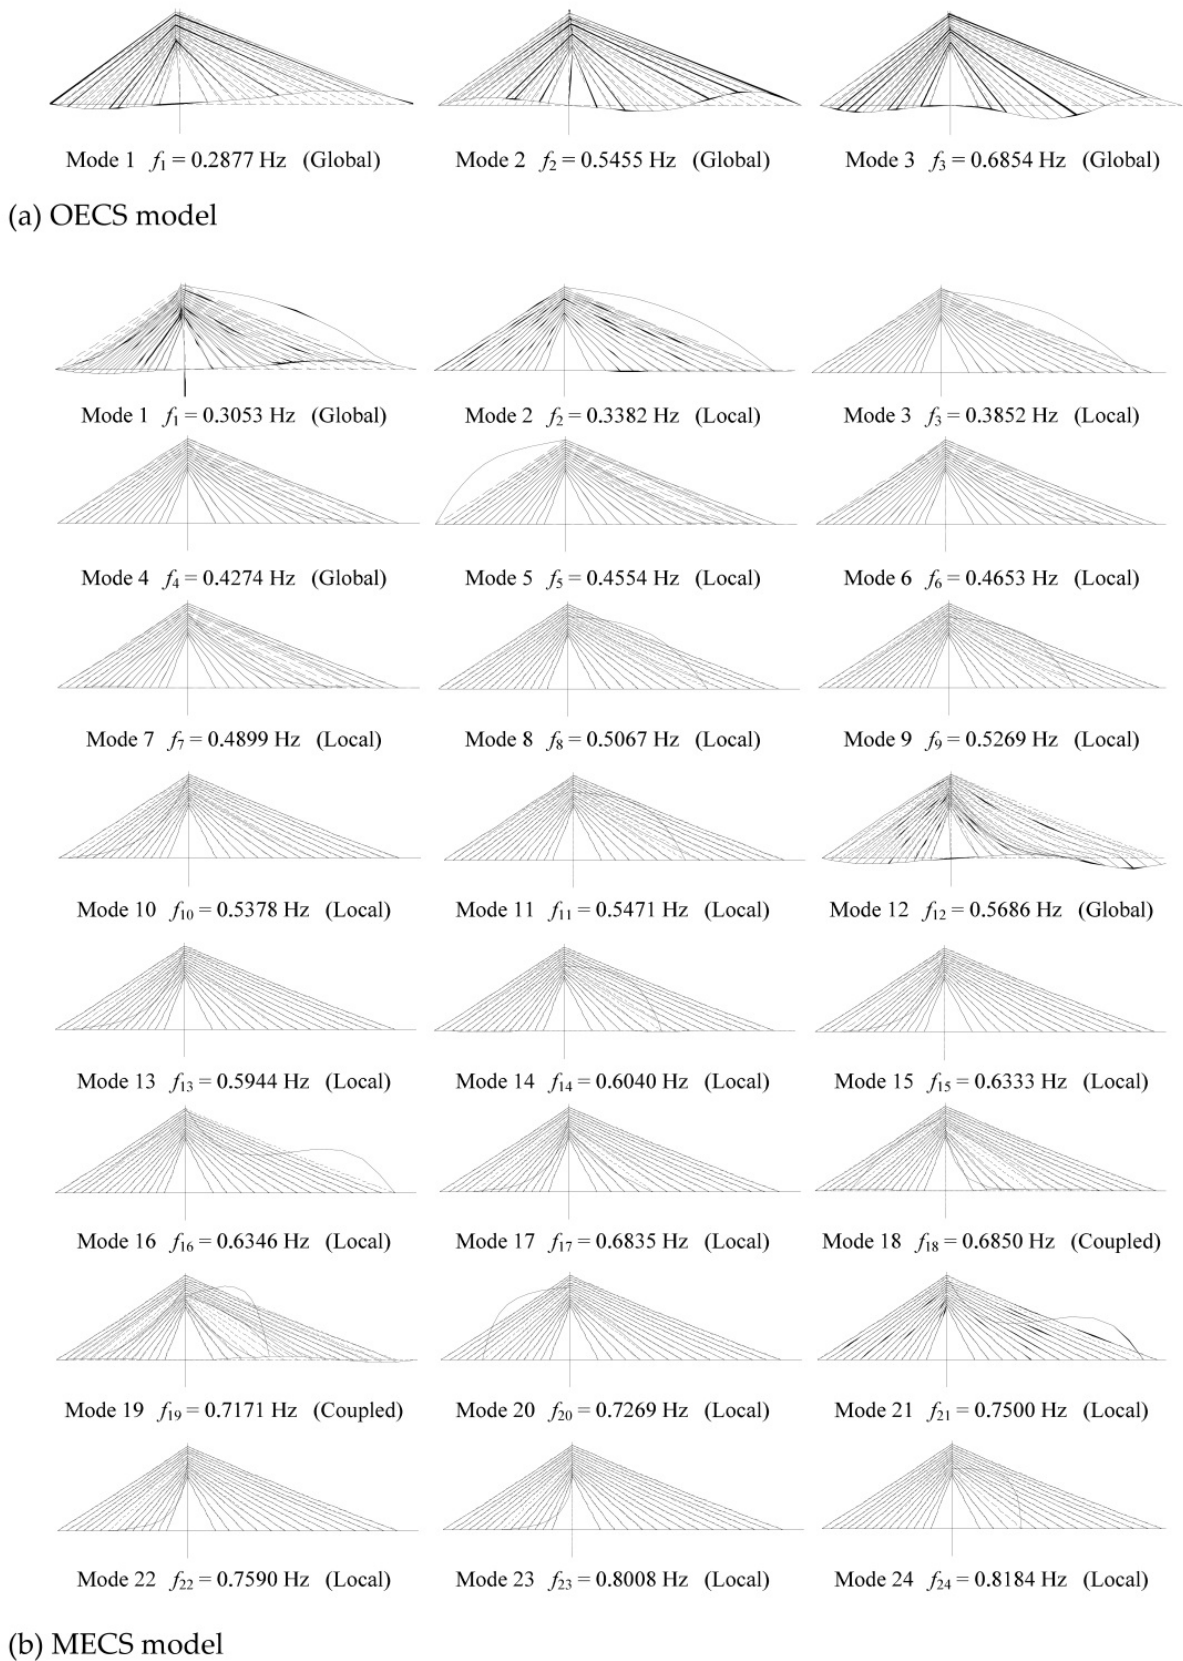 Mode 1 f1 = 0.2877 Hz (Global) Mode 2 f2 = 0.5455 Hz (Global) Mode 3 f3 = 0.6854 Hz (Global)
(a) OECS model
Mode 1 f1 = 0.3053 Hz (Global) Mode 2 f2 = 0.3382 Hz (Local) Mode 3 f3 = 0.3852 Hz (Local)
Mode 4 f4 = 0.4274 Hz (Global) Mode 5 f5 = 0.4554 Hz (Local) Mode 6 f6 = 0.4653 Hz (Local)
Mode 7 f7 = 0.4899 Hz (Local) Mode 8 f8 = 0.5067 Hz (Local) Mode 9 f9 = 0.5269 Hz (Local)
Mode 10 f10 = 0.5378 Hz (Local) Mode 11 f11 = 0.5471 Hz (Local) Mode 12 f12 = 0.5686 Hz (Global)
Mode 13 f13 = 0.5944 Hz (Local) Mode 14 f14 = 0.6040 Hz (Local) Mode 15 f15 = 0.6333 Hz (Local)
Mode 16 f16 = 0.6346 Hz (Local) Mode 17 f17 = 0.6835 Hz (Local) Mode 18 f18 = 0.6850 Hz (Coupled)
Mode 19 f19 = 0.7171 Hz (Coupled) Mode 20 f20 = 0.7269 Hz (Local) Mode 21 f21 = 0.7500 Hz (Local)
Mode 22 f22 = 0.7590 Hz (Local) Mode 23 f23 = 0.8008 Hz (Local) Mode 24 f24 = 0.8184 Hz (Local)
(b) MECS model